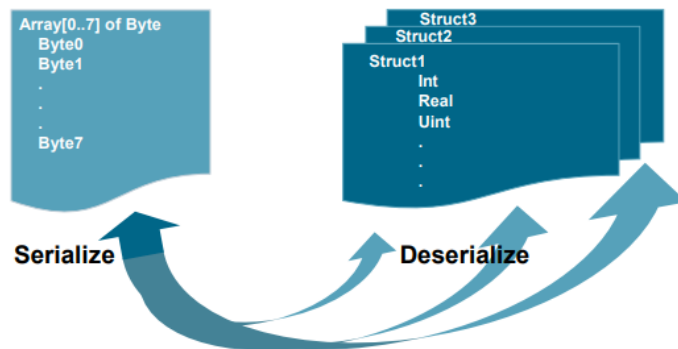 Array[0..7] of Byte
Byte0
Byte1
.
.
.
Byte7
Struct3
Struct2
Struct1
Int
Real
Uint
.
.
.
Serialize
Deserialize